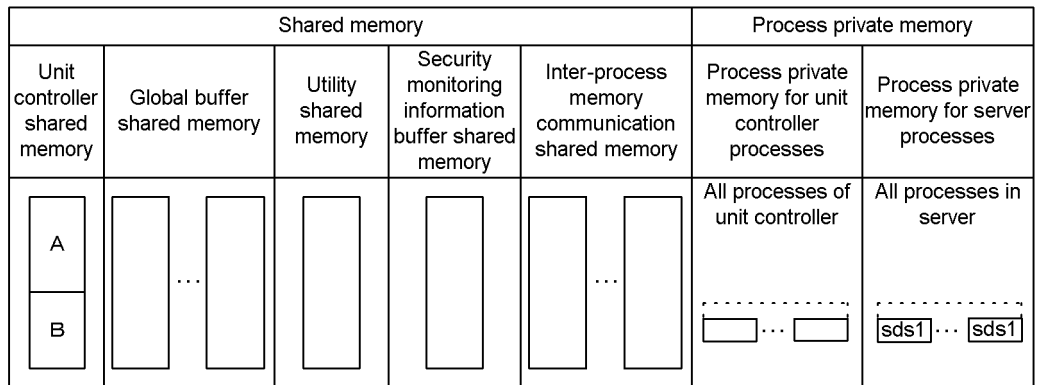 Shared memory
Process private memory
Unit
controller
shared
memory
Global buffer
shared memory
Utility
shared
memory
Security
monitoring
information
buffer shared
memory
Inter-process
memory
communication
shared memory
Process private
memory for unit
controller
processes
Process private
memory for server
processes
All processes of
unit controller
All processes in
server
A
B
...
...
...
sds1 ... sds1